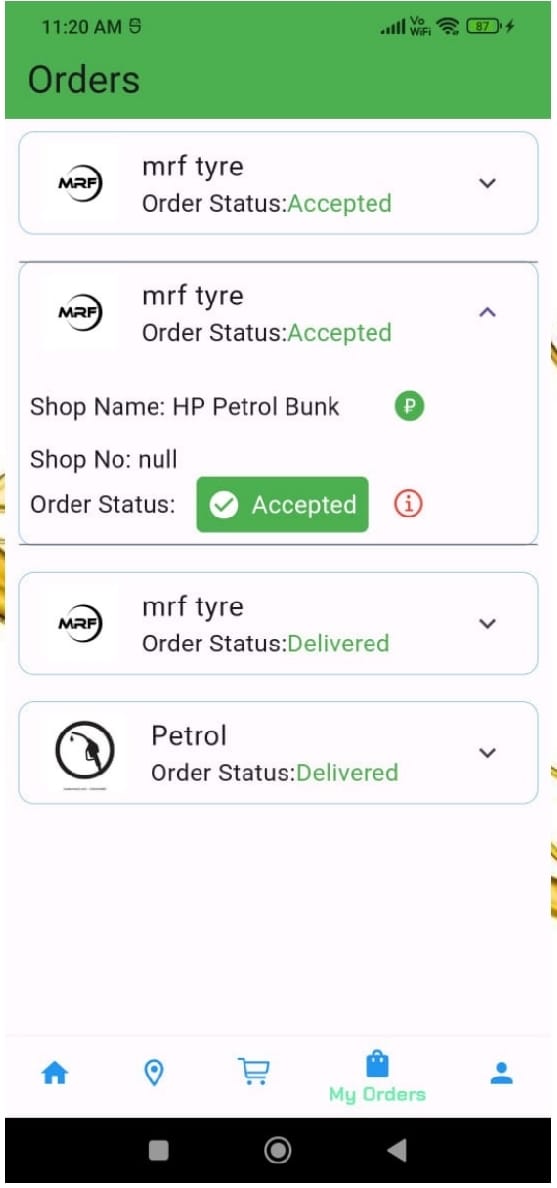 11:20 AM
Vo
WiFi
87
Orders
MRF
mrf tyre
Order Status:Accepted
MRF
mrf tyre
Order Status:Accepted
Shop Name: HP Petrol Bunk
₽
Shop No: null
Order Status:
Accepted
MRF
mrf tyre
Order Status:Delivered
Petrol
Order Status:Delivered
My Orders